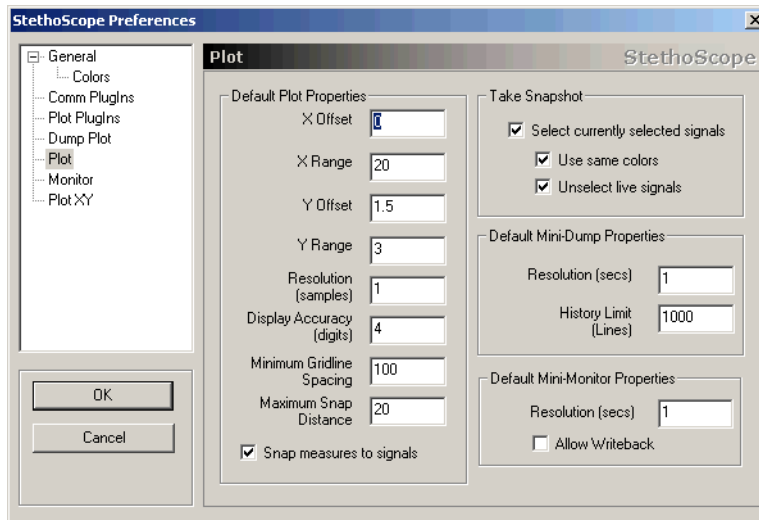 StethoScope Preferences
General
Colors
Comm PlugIns
Plot PlugIns
Dump Plot
Plot
Monitor
Plot XY
OK
Cancel
Plot
StethoScope
Default Plot Properties
X Offset 0
X Range 20
Y Offset 1.5
Y Range 3
Resolution
(samples) 1
Display Accuracy
(digits) 4
Minimum Gridline
Spacing 100
Maximum Snap
Distance 20
Snap measures to signals
Take Snapshot
Select currently selected signals
Use same colors
Unselect live signals
Default Mini-Dump Properties
Resolution (secs) 1
History Limit
(Lines) 1000
Default Mini-Monitor Properties
Resolution (secs) 1
Allow Writeback